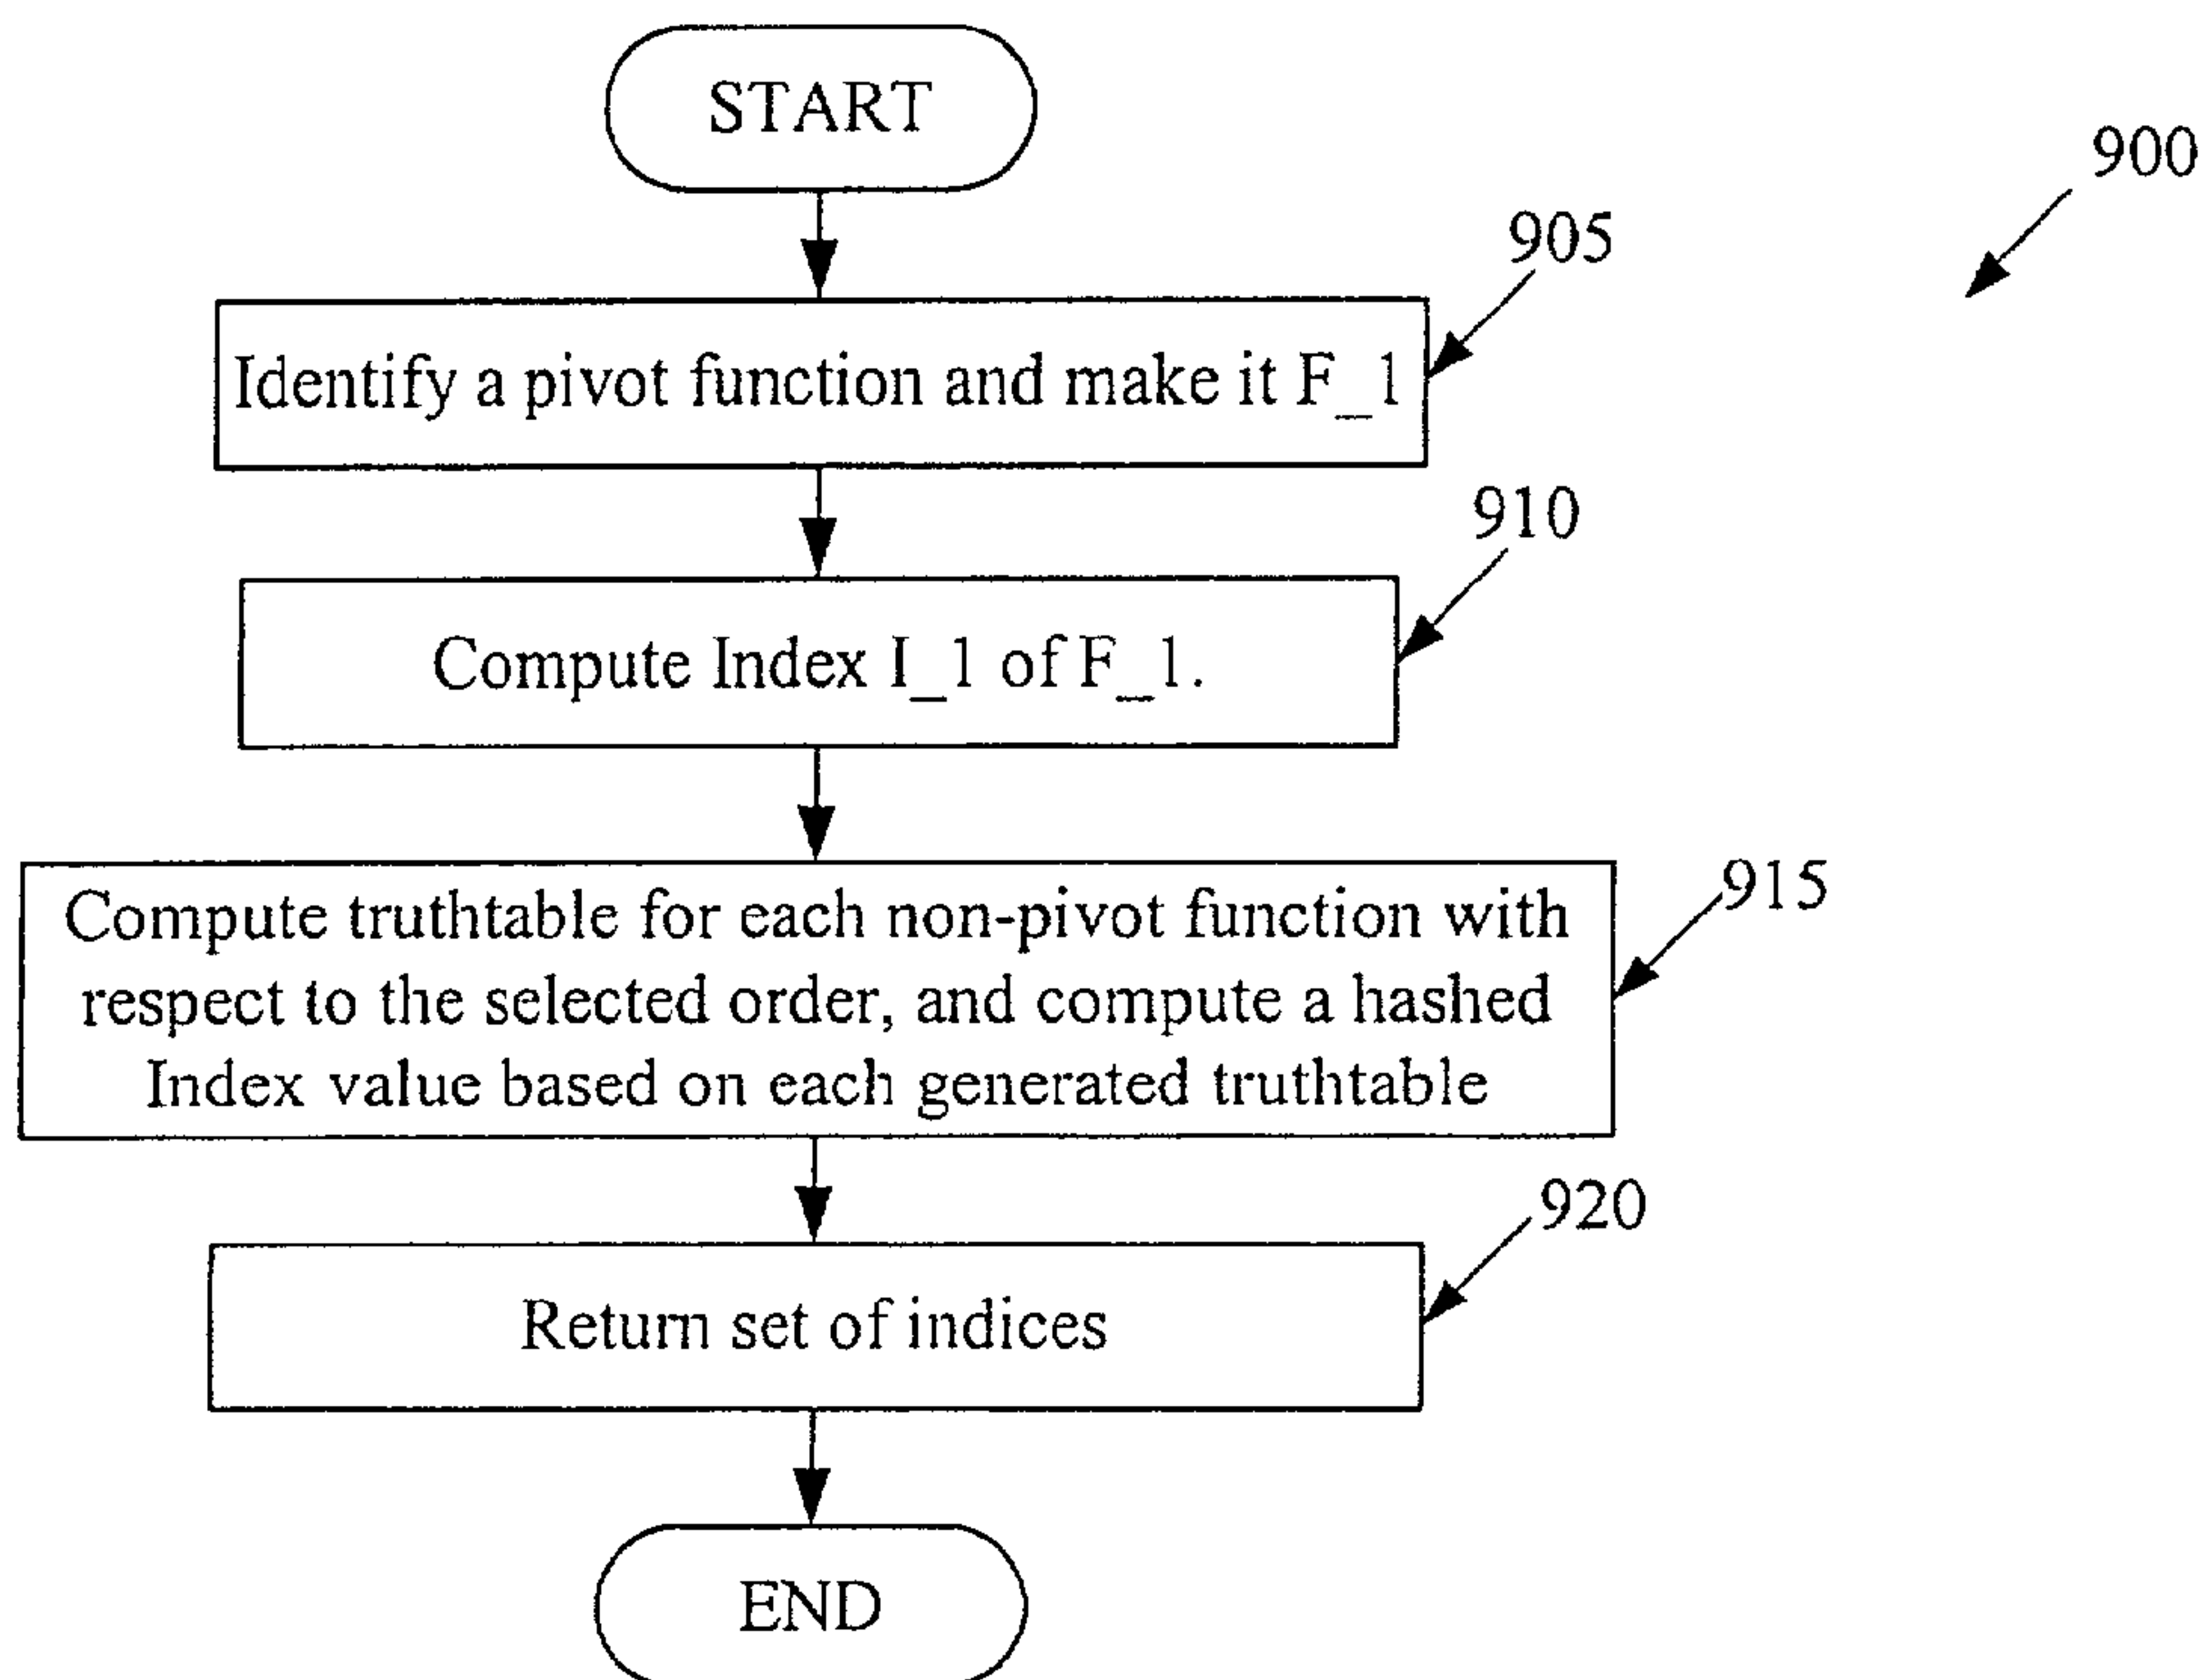 START
900
905
Identify a pivot function and make it F_1
910
Compute Index I_1 of F_1.
915
Compute truthtable for each non-pivot function with
respect to the selected order, and compute a hashed
Index value based on each generated truthtable
920
Return set of indices
END